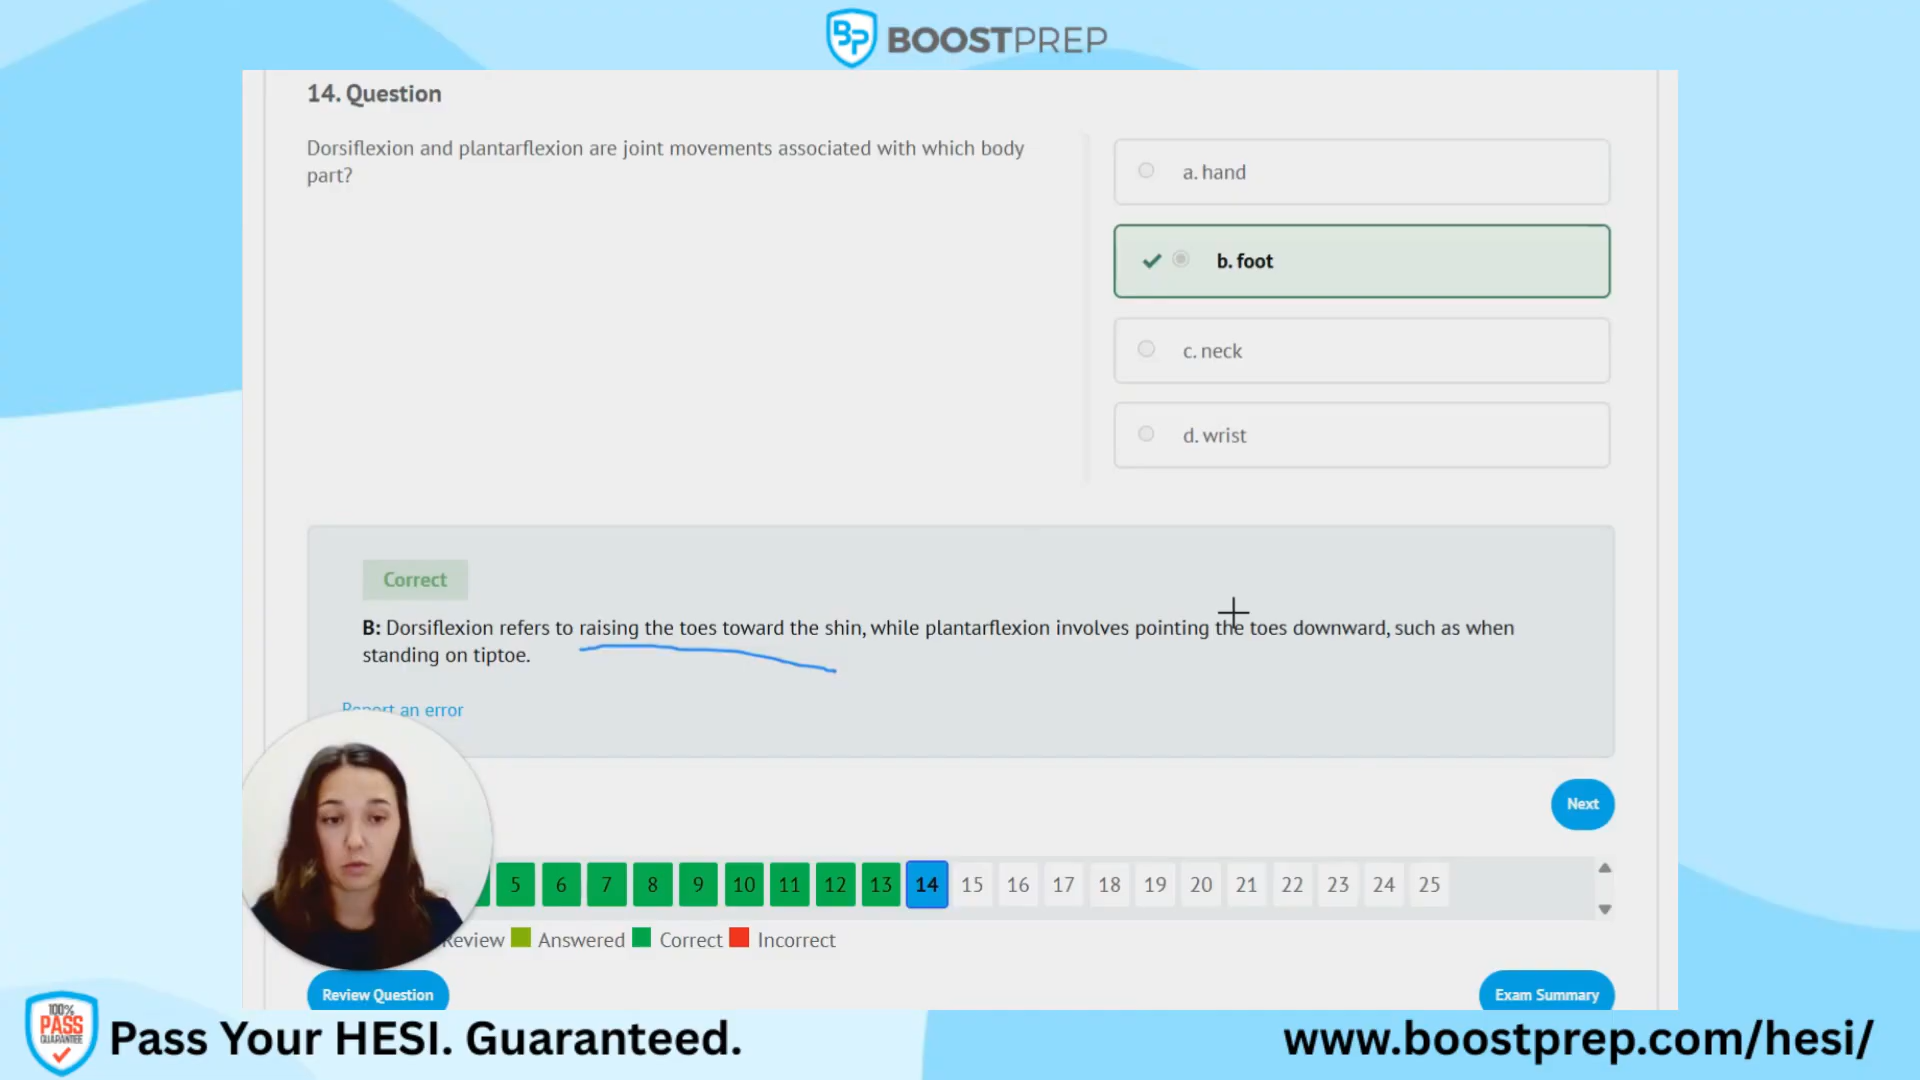 BP BOOSTPREP
14. Question
Dorsiflexion and plantarflexion are joint movements associated with which body
part?
a. hand
b. foot
c. neck
d. wrist
Correct
B: Dorsiflexion refers to raising the toes toward the shin, while plantarflexion involves pointing the toes downward, such as when
standing on tiptoe.
Report an error
Next
5 6 7 8 9 10 11 12 13 14 15 16 17 18 19 20 21 22 23 24 25
Review Answered Correct Incorrect
Review Question
Exam Summary
100%
PASS
GUARANTEE
Pass Your HESI. Guaranteed.
www.boostprep.com/hesi/